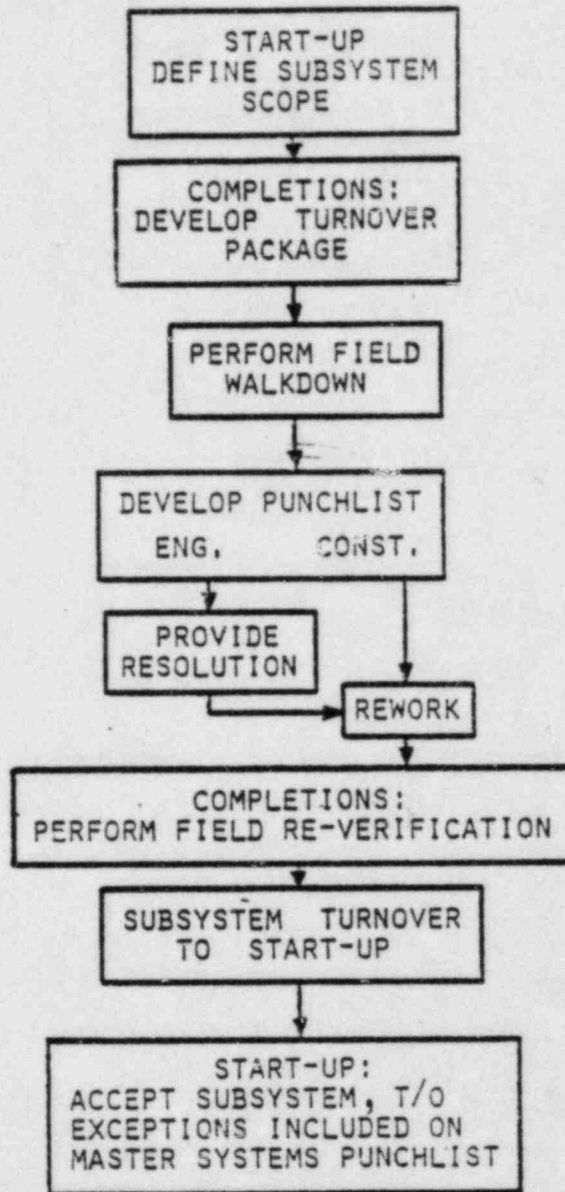 START-UP
DEFINE SUBSYSTEM
SCOPE
COMPLETIONS:
DEVELOP TURNOVER
PACKAGE
PERFORM FIELD
WALKDOWN
DEVELOP PUNCHLIST
ENG. CONST.
PROVIDE
RESOLUTION
REWORK
COMPLETIONS:
PERFORM FIELD RE-VERIFICATION
SUBSYSTEM TURNOVER
TO START-UP
START-UP:
ACCEPT SUBSYSTEM, T/O
EXCEPTIONS INCLUDED ON
MASTER SYSTEMS PUNCHLIST